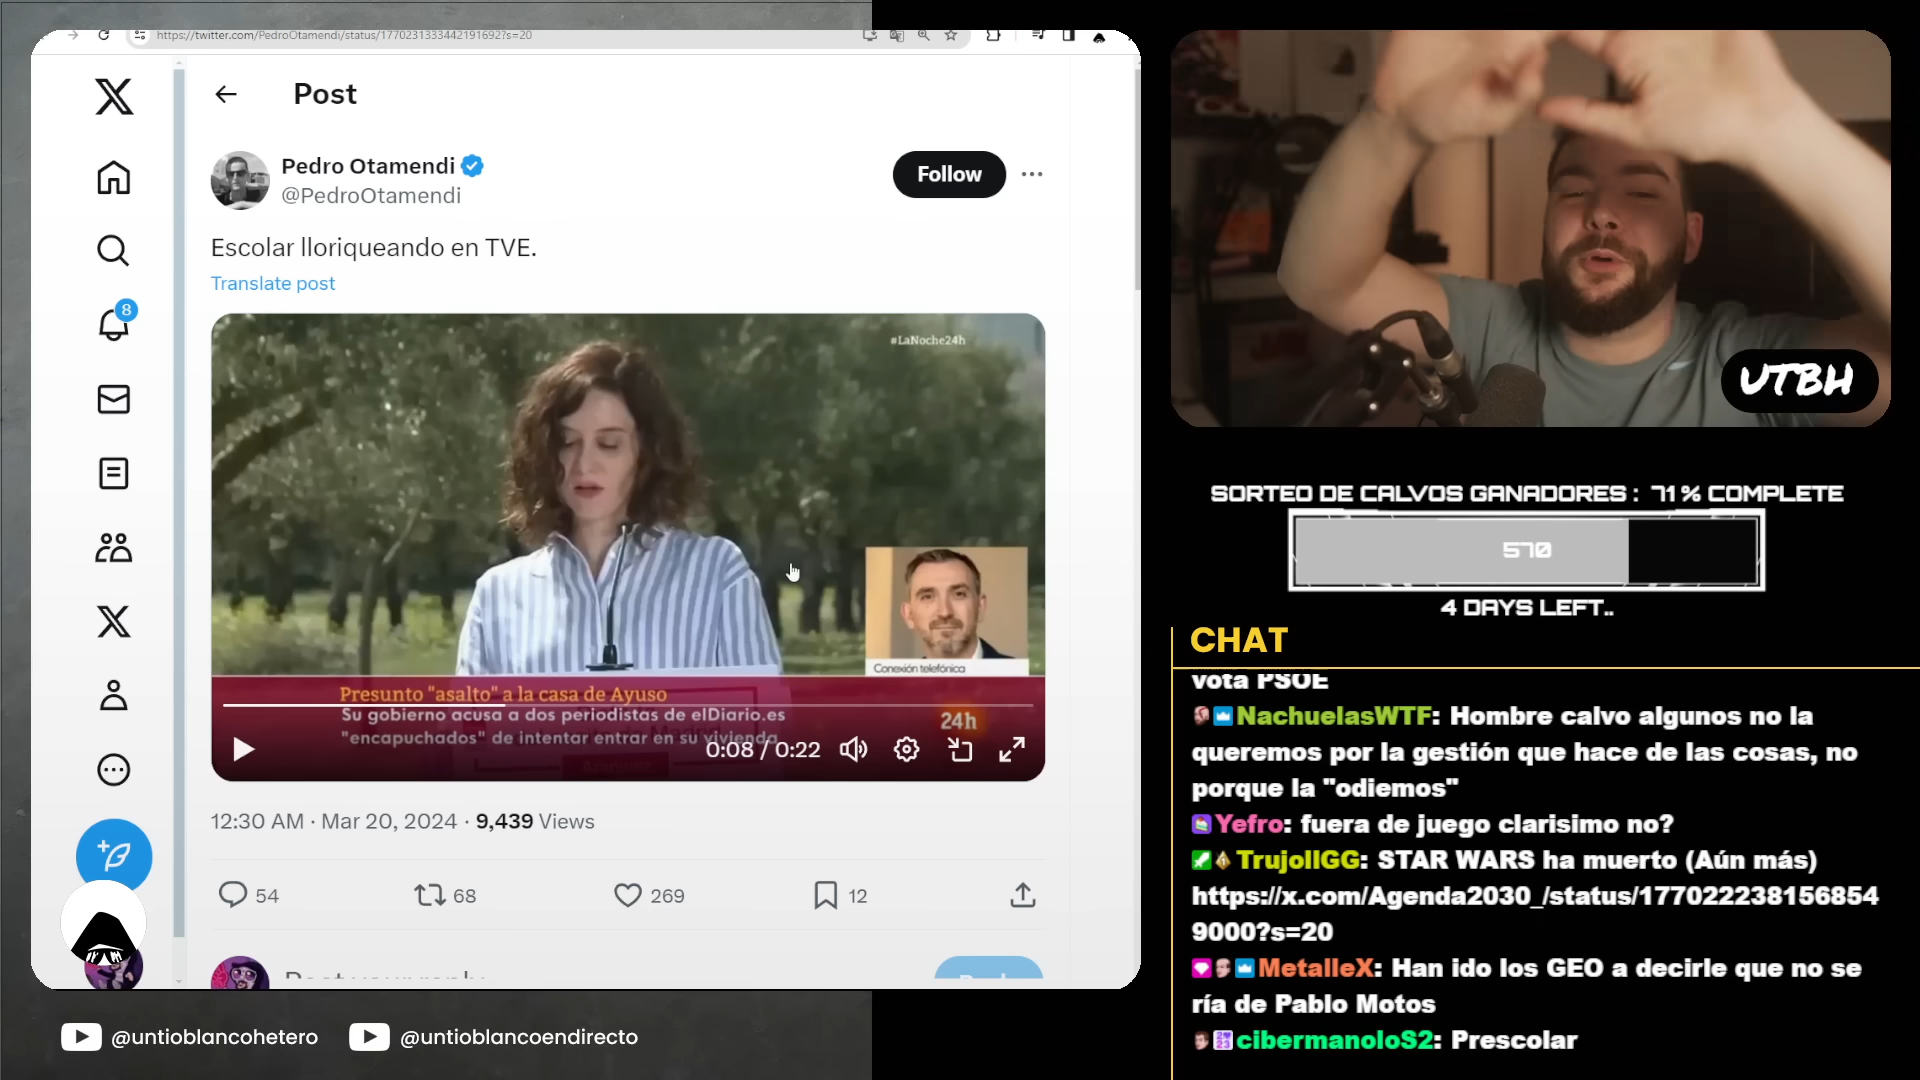 https://twitter.com/PedroOtamendi/status/1770231333442191692?s=20
Post
Pedro Otamendi
@PedroOtamendi
Follow
Escolar lloriqueando en TVE.
Translate post
8
#LaNoche24h
Conexión telefónica
Presunto "asalto" a la casa de Ayuso
Su gobierno acusa a dos periodistas de elDiario.es
"encapuchados" de intentar entrar en su vivienda
24h
0:08 / 0:22
12:30 AM · Mar 20, 2024 · 9,439 Views
54
68
269
12
@untioblancohetero
@untioblancoendirecto
UTBH
SORTEO DE CALVOS GANADORES : 71% COMPLETE
570
4 DAYS LEFT..
CHAT
vota PSOE
NachuelasWTF: Hombre calvo algunos no la
queremos por la gestión que hace de las cosas, no
porque la "odiemos"
Yefro: fuera de juego clarisimo no?
TrujollGG: STAR WARS ha muerto (Aún más)
https://x.com/Agenda2030_/status/177022238156854
9000?s=20
MetalleX: Han ido los GEO a decirle que no se
ría de Pablo Motos
cibermanoloS2: Prescolar